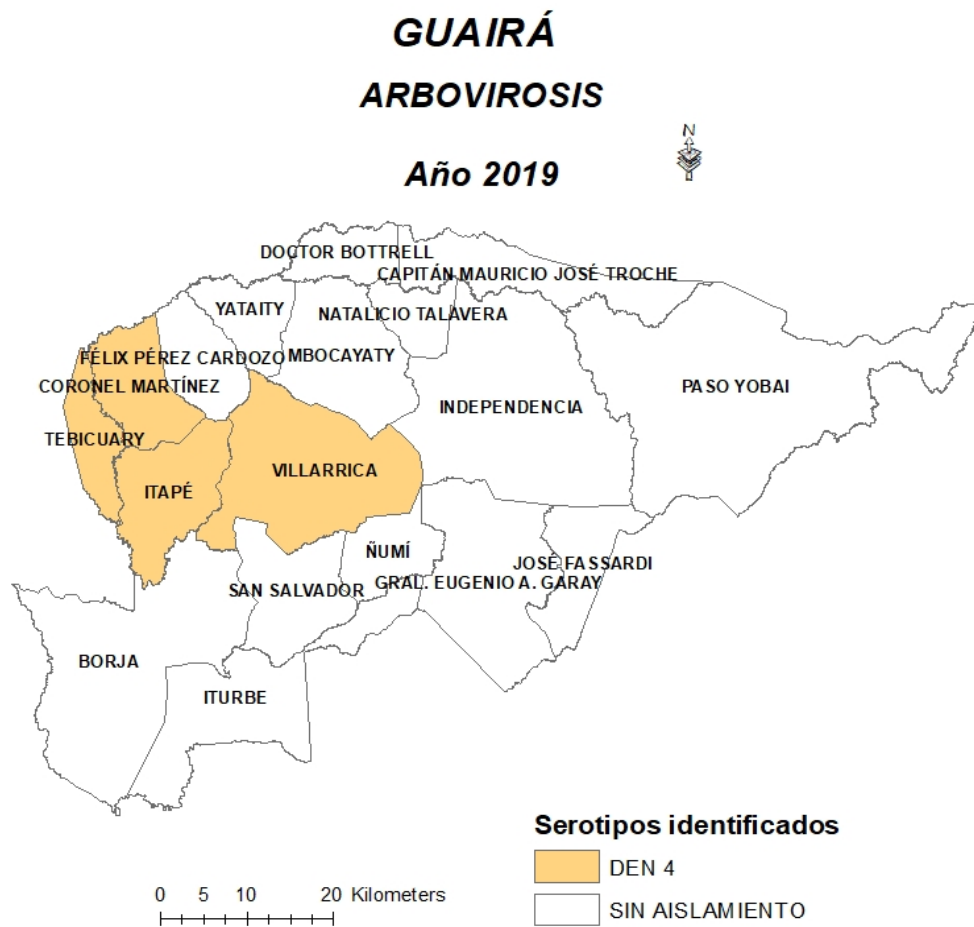 GUAIRÁ
ARBOVIROSIS
Año 2019
N
DOCTOR BOTTRELL
CAPITÁN MAURICIO JOSÉ TROCHE
YATAITY
NATALICIO TALAVERA
FÉLIX PÉREZ CARDOZO
MBOCAYATY
CORONEL MARTÍNEZ
PASO YOBAI
INDEPENDENCIA
TEBICUARY
VILLARRICA
ITAPÉ
ÑUMÍ
JOSÉ FASSARDI
GRAL. EUGENIO A. GARAY
SAN SALVADOR
BORJA
ITURBE
Serotipos identificados
DEN 4
SIN AISLAMIENTO
0 5 10 20 Kilometers